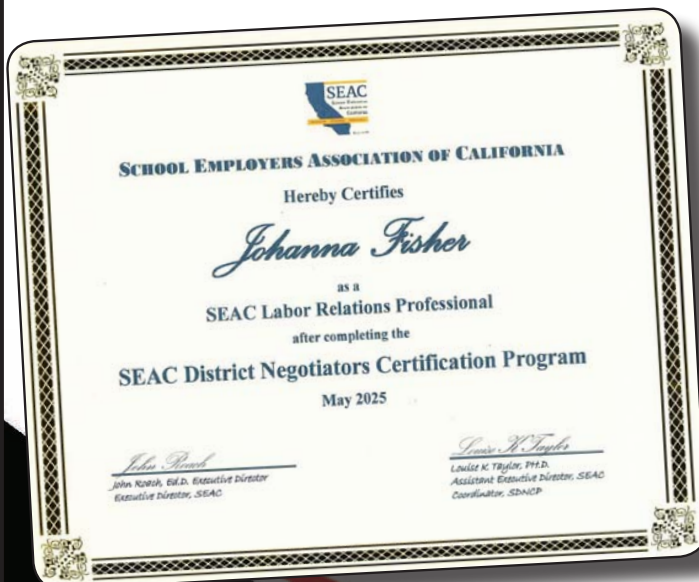 SEAC
SCHOOL EMPLOYERS ASSOCIATION OF CALIFORNIA
Hereby Certifies
Johanna Fisher
as a
SEAC Labor Relations Professional
after completing the
SEAC District Negotiators Certification Program
May 2025
John Roach
John Roach, Ed.D. Executive Director
Executive Director, SEAC
Louise K Taylor
Louise K. Taylor, PH.D.
Assistant Executive Director, SEAC
Coordinator, SDNCP